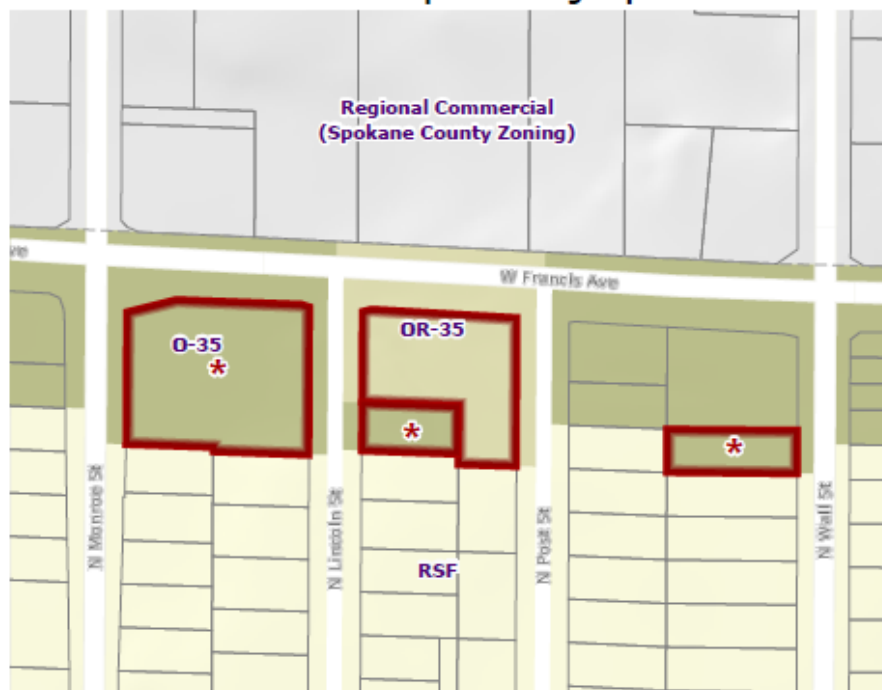 Regional Commercial
(Spokane County Zoning)
W Francis Ave
O-35
*
OR-35
*
*
N Monroe St
N Lincoln St
N Post St
N Wall St
RSF